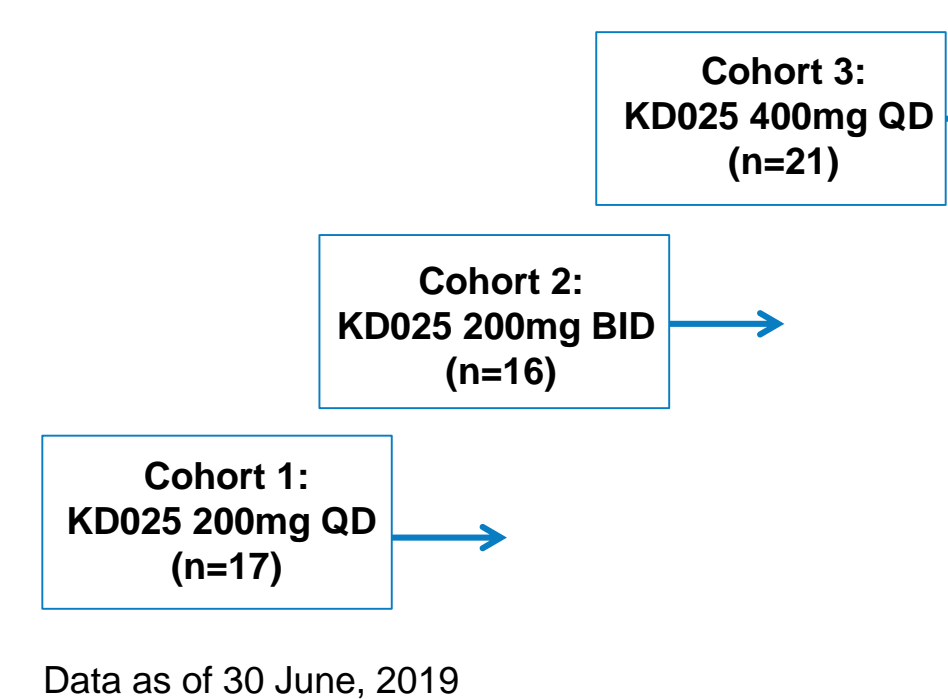 Cohort 3:
KD025 400mg QD
(n=21)
Cohort 2:
KD025 200mg BID
(n=16)
Cohort 1:
KD025 200mg QD
(n=17)
Data as of 30 June, 2019